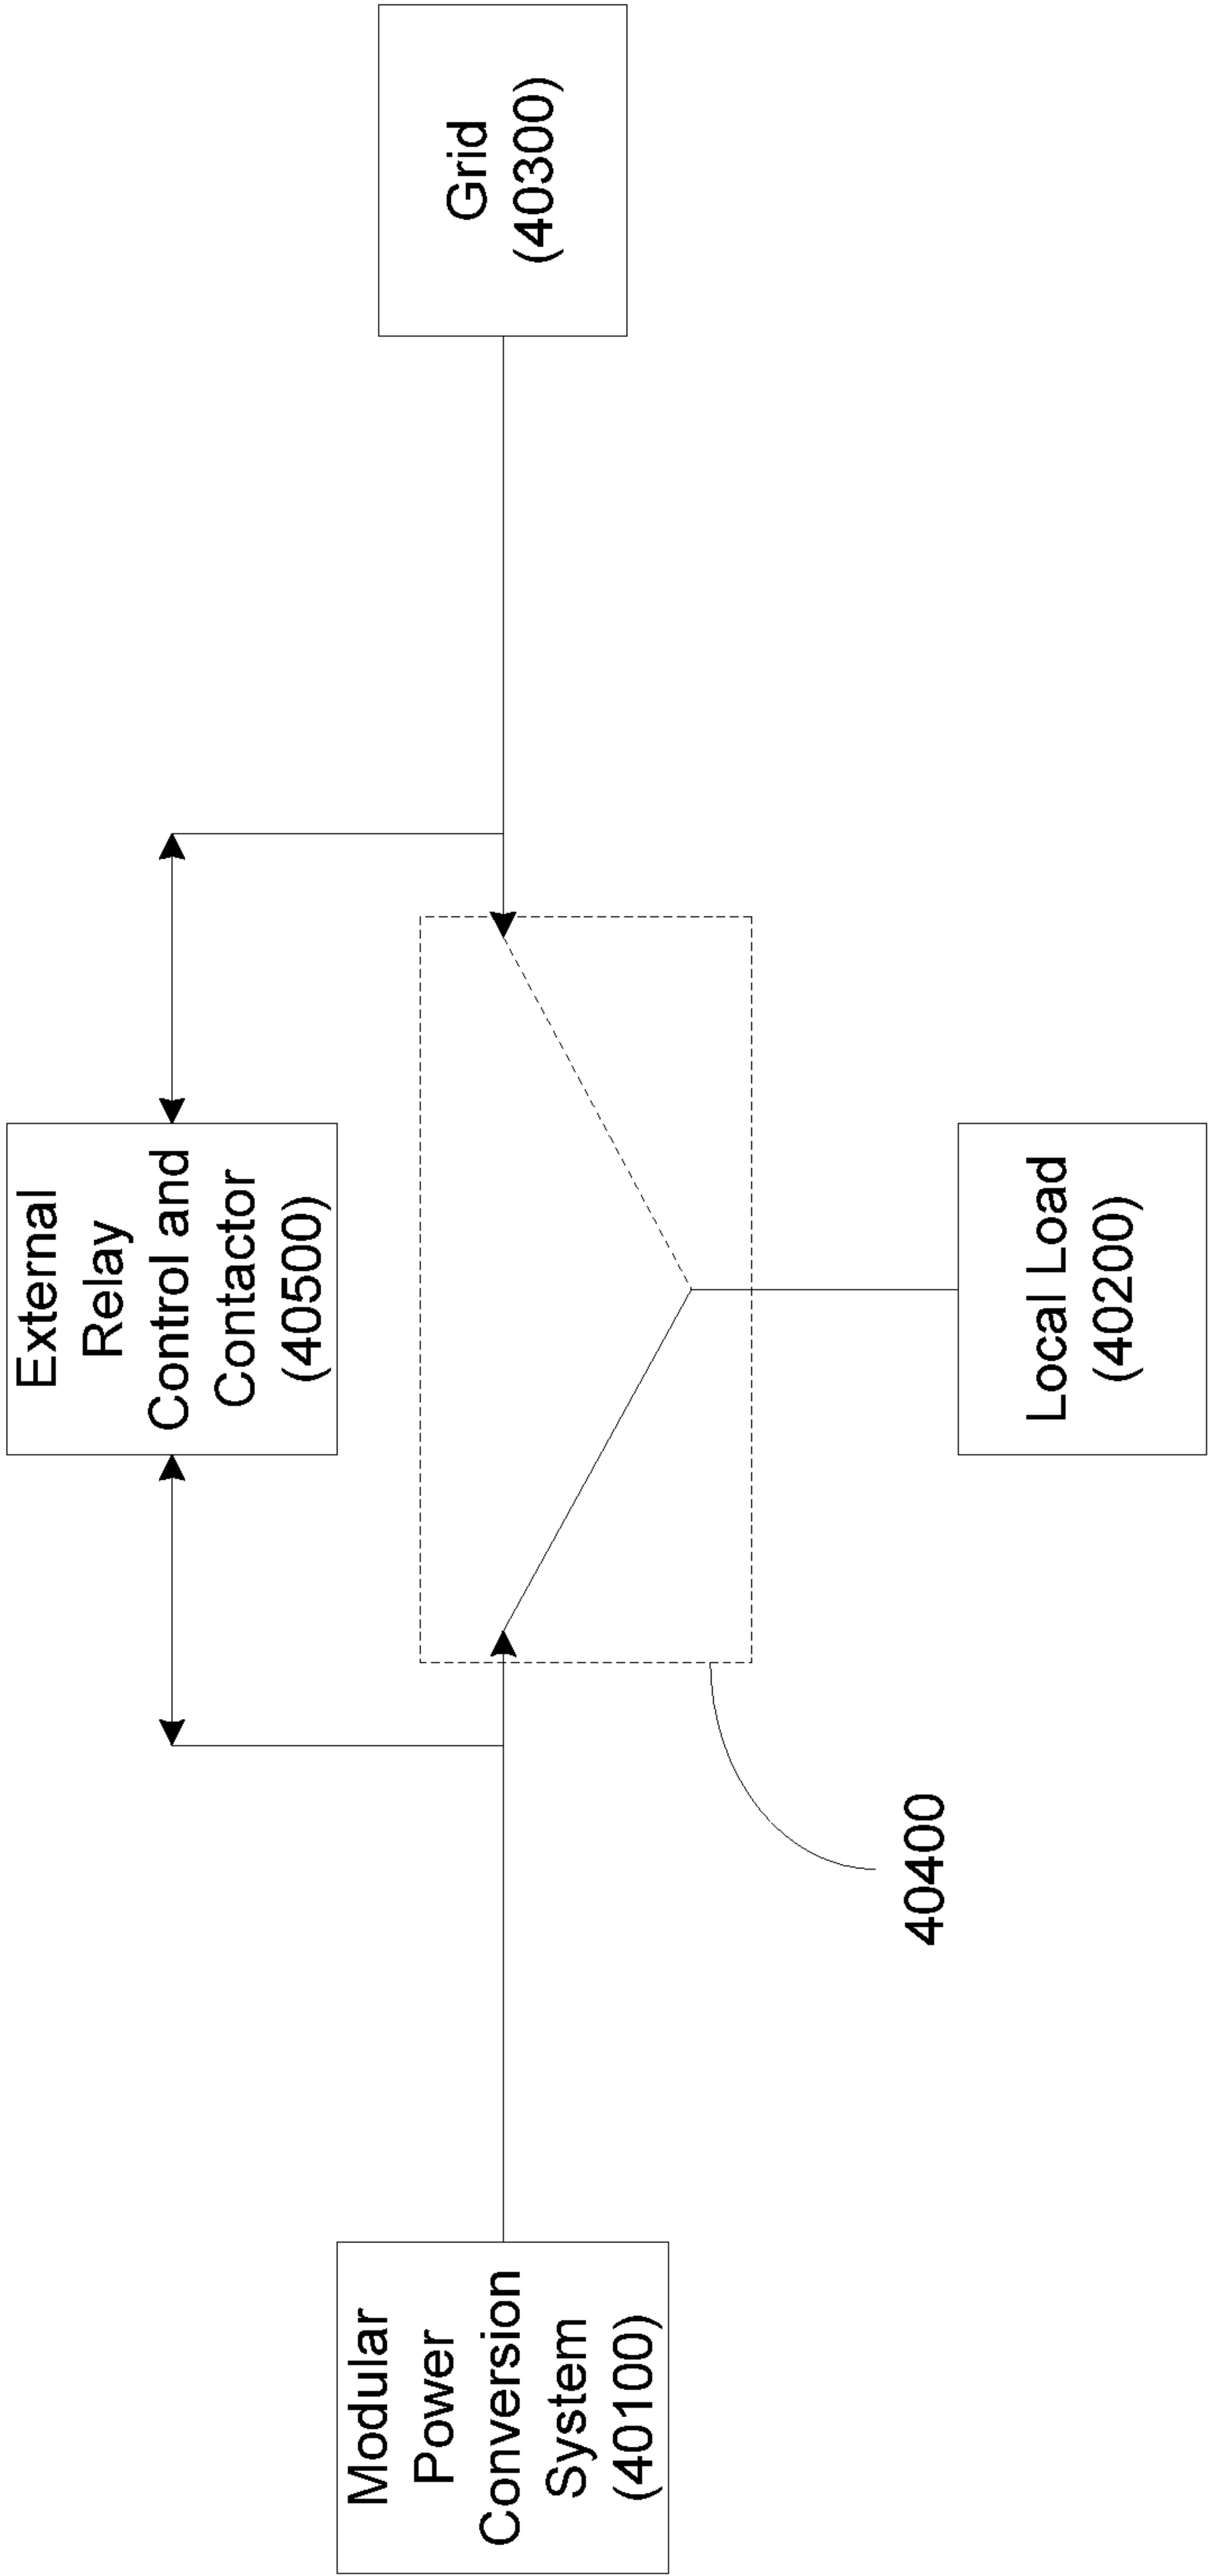 External
Relay
Control and
Contactor
(40500)
Modular
Power
Conversion
System
(40100)
Grid
(40300)
40400
Local Load
(40200)